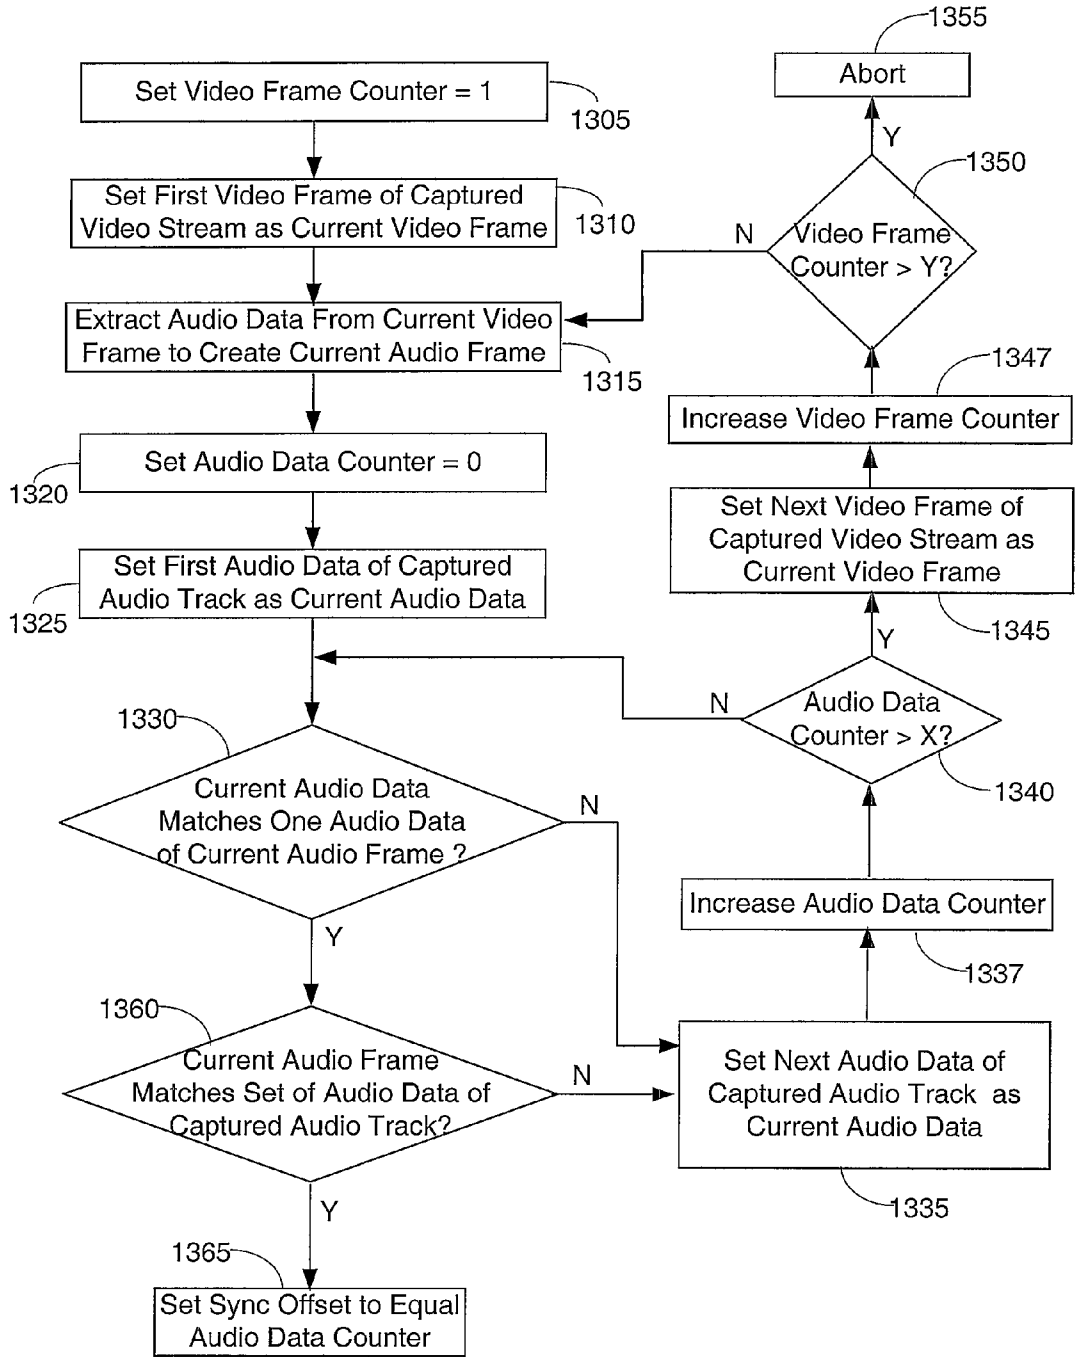 Set Video Frame Counter = 1
1305
Set First Video Frame of Captured
Video Stream as Current Video Frame
1310
Extract Audio Data From Current Video
Frame to Create Current Audio Frame
1315
Set Audio Data Counter = 0
1320
Set First Audio Data of Captured
Audio Track as Current Audio Data
1325
1330
Current Audio Data
Matches One Audio Data
of Current Audio Frame ?
N
Y
1360
Current Audio Frame
Matches Set of Audio Data of
Captured Audio Track?
N
Y
1365
Set Sync Offset to Equal
Audio Data Counter
1355
Abort
Y
1350
N
Video Frame
Counter > Y?
1347
Increase Video Frame Counter
Set Next Video Frame of
Captured Video Stream as
Current Video Frame
1345
Y
N
Audio Data
Counter > X?
1340
Increase Audio Data Counter
1337
Set Next Audio Data of
Captured Audio Track as
Current Audio Data
1335